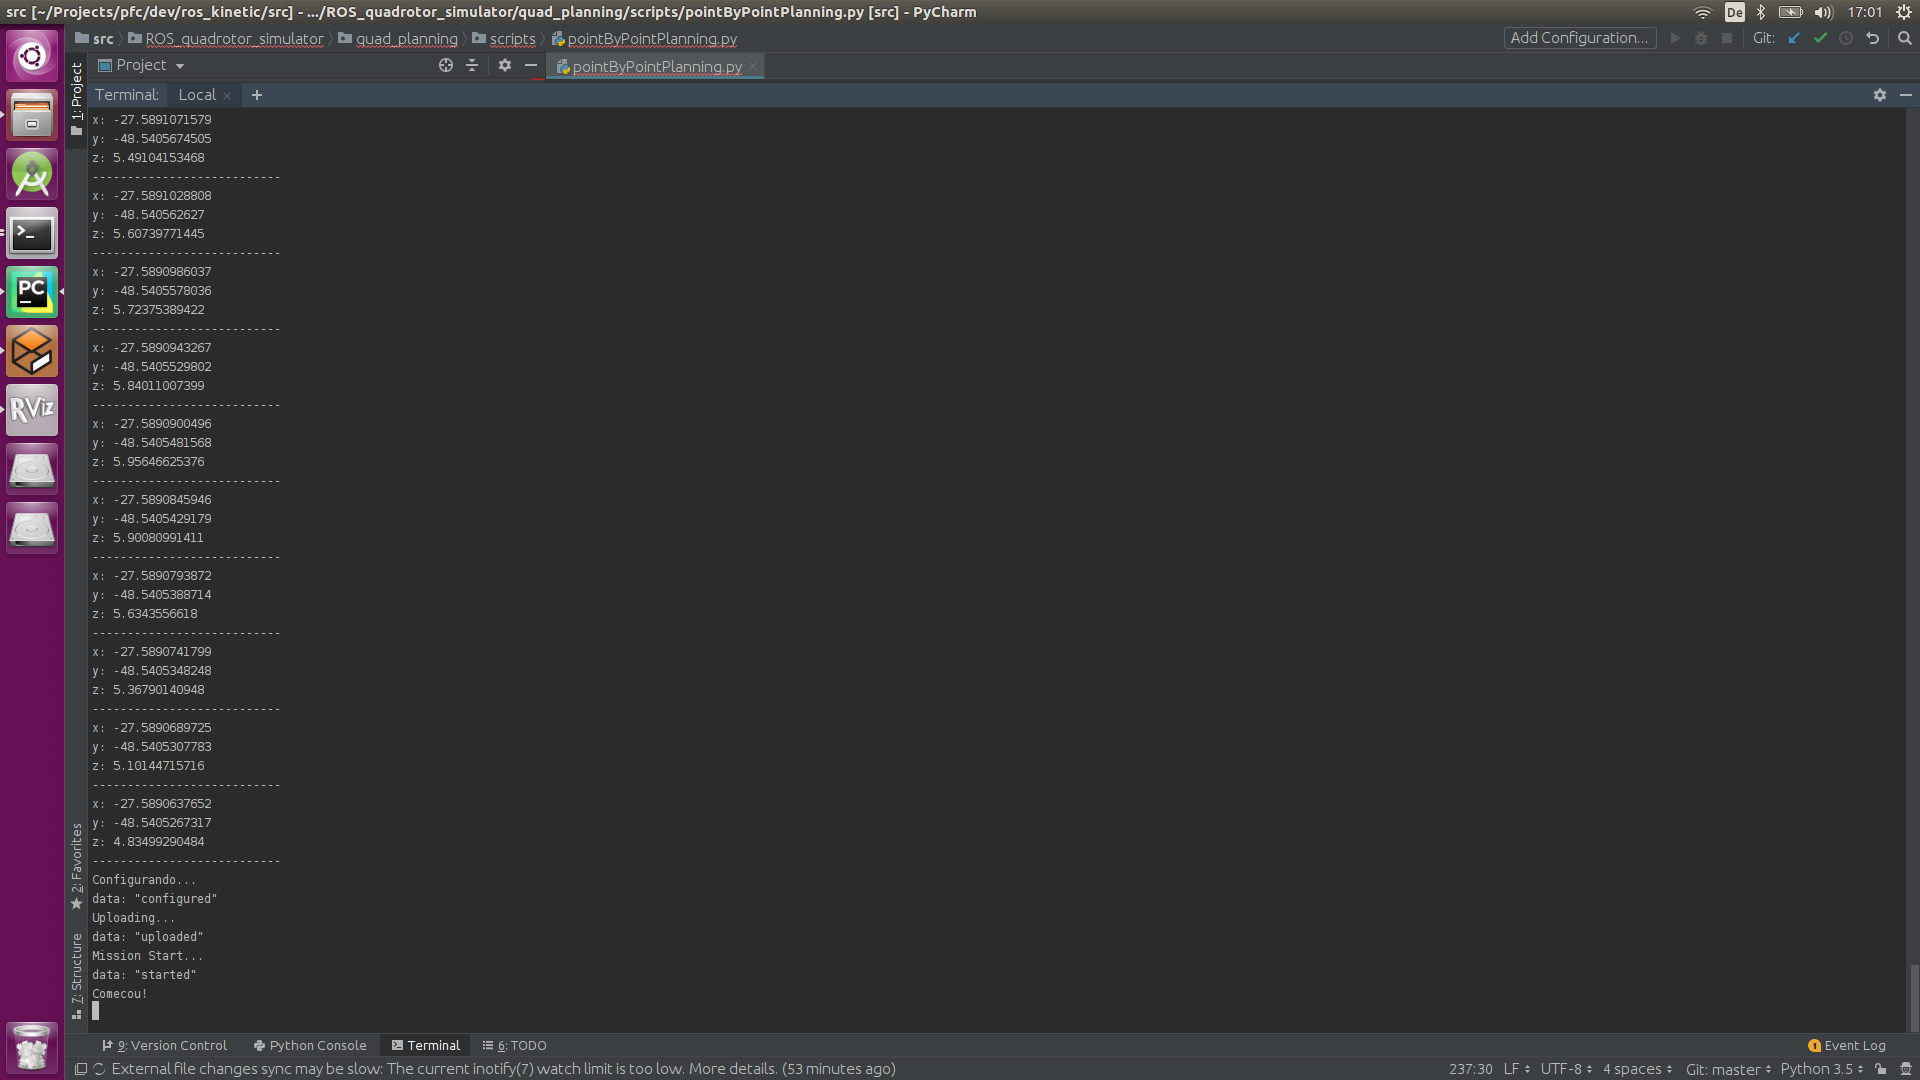 src [~/Projects/pfc/dev/ros_kinetic/src] - .../ROS_quadrotor_simulator/quad_planning/scripts/pointByPointPlanning.py [src] - PyCharm
De
17:01
src
ROS_quadrotor_simulator
quad_planning
scripts
pointByPointPlanning.py
Add Configuration...
Git:
Project
pointByPointPlanning.py
1: Project
Terminal:
Local
x: -27.5891071579
y: -48.5405674505
z: 5.49104153468
---------------------------
x: -27.5891028808
y: -48.540562627
z: 5.60739771445
---------------------------
x: -27.5890986037
y: -48.5405578036
z: 5.72375389422
---------------------------
x: -27.5890943267
y: -48.5405529802
z: 5.84011007399
---------------------------
x: -27.5890900496
y: -48.5405481568
z: 5.95646625376
---------------------------
x: -27.5890845946
y: -48.5405429179
z: 5.90080991411
---------------------------
x: -27.5890793872
y: -48.5405388714
z: 5.6343556618
---------------------------
x: -27.5890741799
y: -48.5405348248
z: 5.36790140948
---------------------------
x: -27.5890689725
y: -48.5405307783
z: 5.10144715716
---------------------------
x: -27.5890637652
y: -48.5405267317
z: 4.83499290484
---------------------------
Configurando...
data: "configured"
Uploading...
data: "uploaded"
Mission Start...
data: "started"
Comecou!
PC
RViz
2: Favorites
7: Structure
9: Version Control
Python Console
Terminal
6: TODO
1 Event Log
External file changes sync may be slow: The current inotify(7) watch limit is too low. More details. (53 minutes ago)
237:30
LF
UTF-8
4 spaces
Git: master
Python 3.5